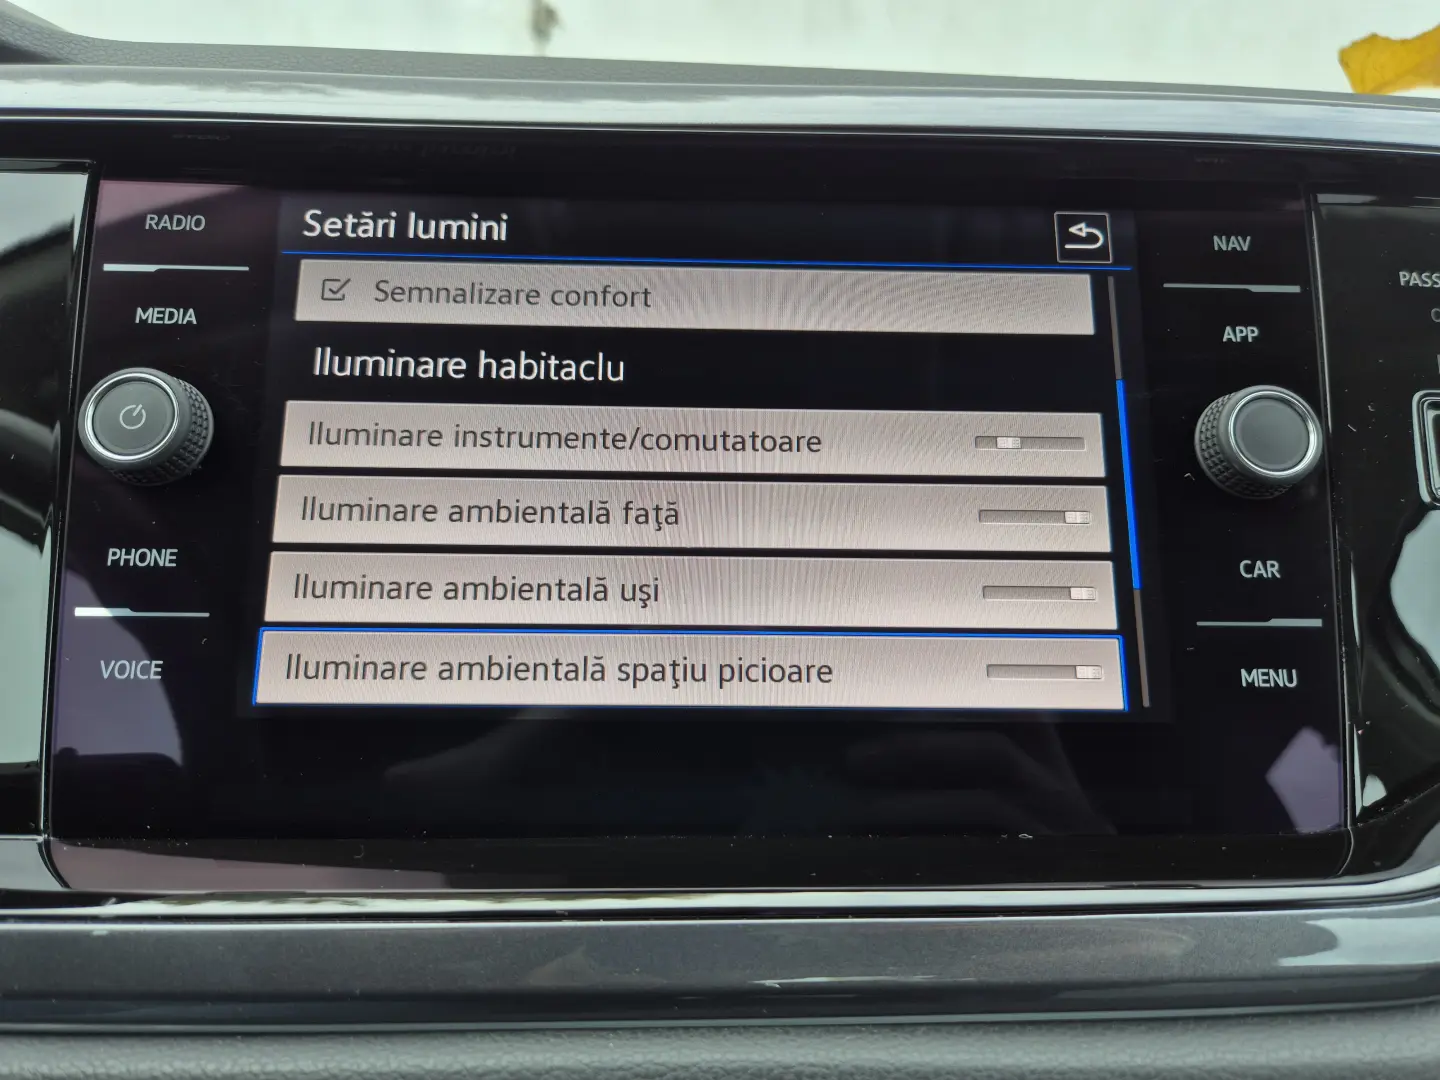 RADIO
MEDIA
PHONE
VOICE
Setări lumini
Semnalizare confort
Iluminare habitaclu
Iluminare instrumente/comutatoare
Iluminare ambientală faţă
Iluminare ambientală uşi
Iluminare ambientală spaţiu picioare
NAV
APP
CAR
MENU